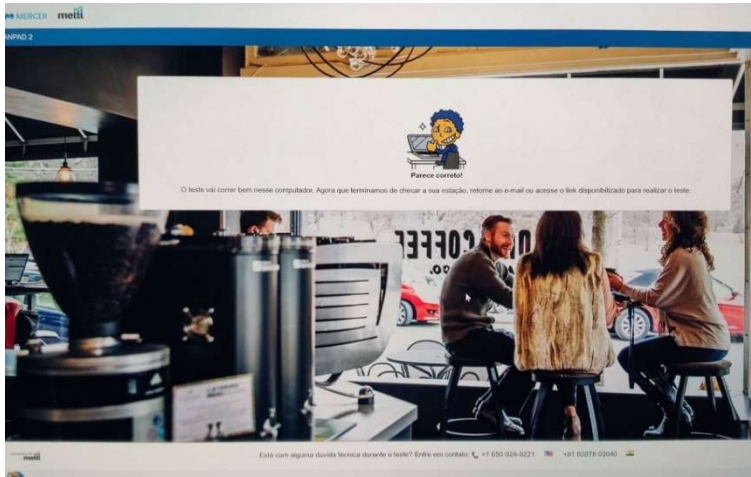 MERCER mettl
ANPAD 2
Parece correto!
O teste vai correr bem nesse computador. Agora que terminamos de checar a sua estação, retorne ao e-mail ou acesse o link disponibilizado para realizar o teste.
COFFEE
CO.
mettl
Está com alguma dúvida técnica durante o teste? Entre em contato: +1 650-924-9221 +91 82878 03040